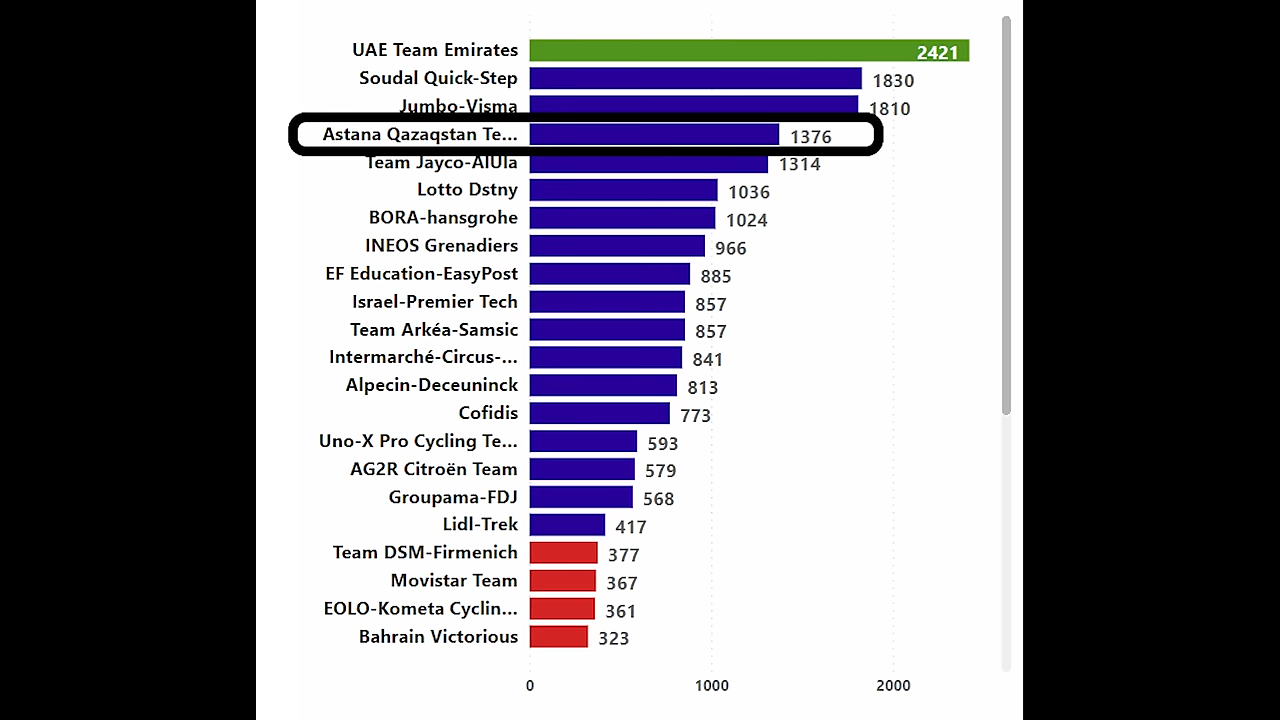 UAE Team Emirates 2421
Soudal Quick-Step 1830
Jumbo-Visma 1810
Astana Qazaqstan Te... 1376
Team Jayco-AlUla 1314
Lotto Dstny 1036
BORA-hansgrohe 1024
INEOS Grenadiers 966
EF Education-EasyPost 885
Israel-Premier Tech 857
Team Arkéa-Samsic 857
Intermarché-Circus-... 841
Alpecin-Deceuninck 813
Cofidis 773
Uno-X Pro Cycling Te... 593
AG2R Citroën Team 579
Groupama-FDJ 568
Lidl-Trek 417
Team DSM-Firmenich 377
Movistar Team 367
EOLO-Kometa Cyclin... 361
Bahrain Victorious 323
0 1000 2000